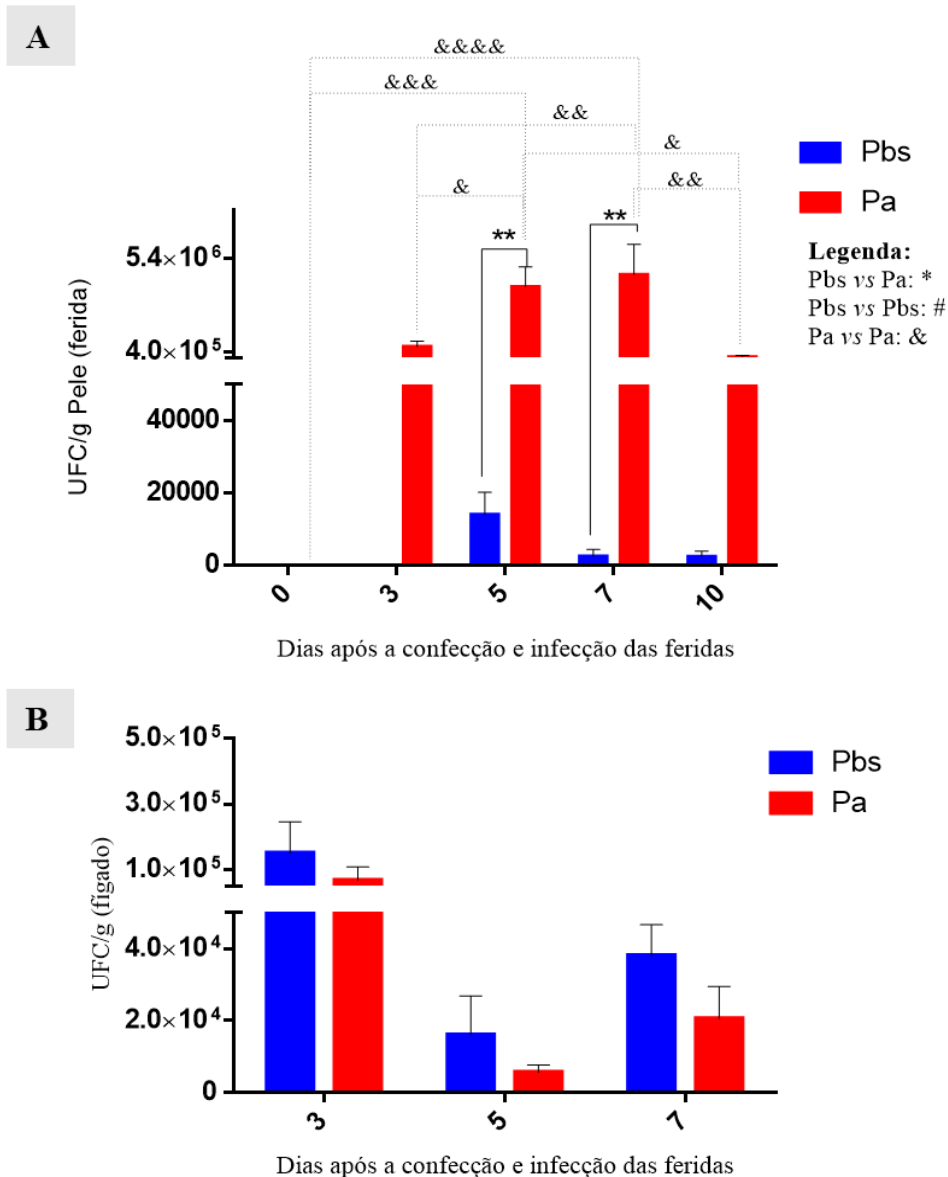 A
&&&&
&&&
&&
&
&
&&
**
**
Pbs
Pa
Legenda:
Pbs vs Pa: *
Pbs vs Pbs: #
Pa vs Pa: &
UFC/g Pele (ferida)
5.4×10⁶
4.0×10⁵
40000
20000
0
0 3 5 7 10
Dias após a confecção e infecção das feridas
B
Pbs
Pa
UFC/g (fígado)
5.0×10⁵
3.0×10⁵
1.0×10⁵
4.0×10⁴
2.0×10⁴
0
3 5 7
Dias após a confecção e infecção das feridas